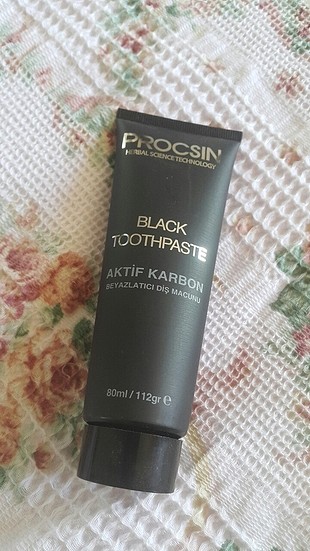 PROCSIN
HERBAL SCIENCE TECHNOLOGY
BLACK
TOOTHPASTE
AKTİF KARBON
BEYAZLATICI DİŞ MACUNU
80ml / 112gr ℮